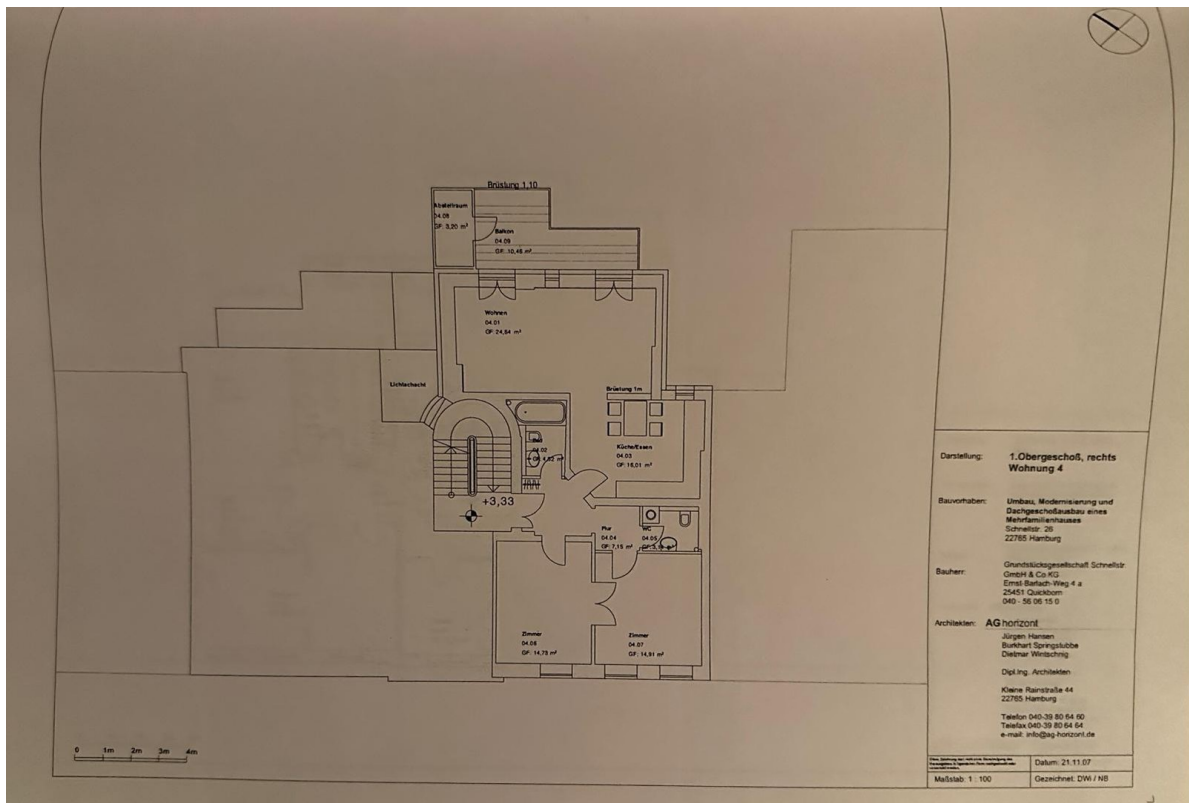 Brüstung 1,10
Abstellraum
04.08
GF: 3,20 m²
Balkon
04.09
GF: 10,46 m²
Wohnen
04.01
GF: 24,64 m²
Lichtschacht
Brüstung 1m
Bad
04.02
Küche/Essen
04.03
GF: 16,01 m²
+3,33
Flur
04.04
GF: 7,15 m²
WC
04.05
Zimmer
04.06
GF: 14,73 m²
Zimmer
04.07
GF: 14,91 m²
0 1m 2m 3m 4m
Darstellung: 1.Obergeschoß, rechts
Wohnung 4
Bauvorhaben: Umbau, Modernisierung und
Dachgeschoßausbau eines
Mehrfamilienhauses
Schnellstr. 26
22765 Hamburg
Bauherr: Grundstücksgesellschaft Schnellstr.
GmbH & Co KG
Ernst-Barlach-Weg 4 a
25451 Quickborn
040 - 56 06 15 0
Architekten: AG horizont
Jürgen Hansen
Burkhart Springstubbe
Dietmar Wintschnig
Dipl.Ing. Architekten
Kleine Rainstraße 44
22765 Hamburg
Telefon 040-39 80 64 60
Telefax 040-39 80 64 64
e-mail: info@ag-horizont.de
Datum: 21.11.07
Maßstab: 1 : 100
Gezeichnet: DWi / NB